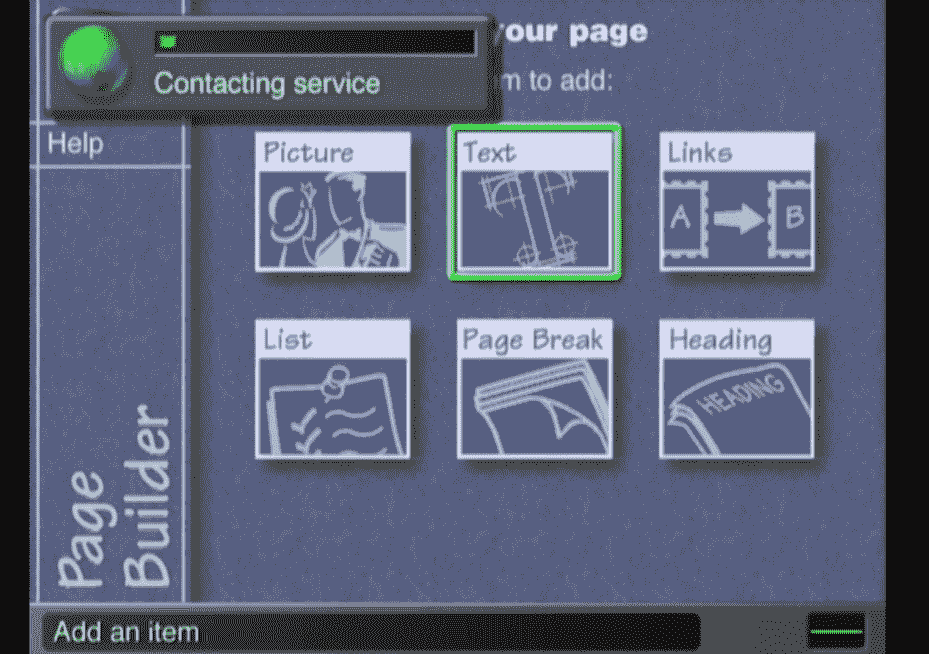 our page
Contacting service
m to add:
Help
Picture
Text
Links
A
B
List
Page Break
Heading
HEADING
Page
Builder
Add an item